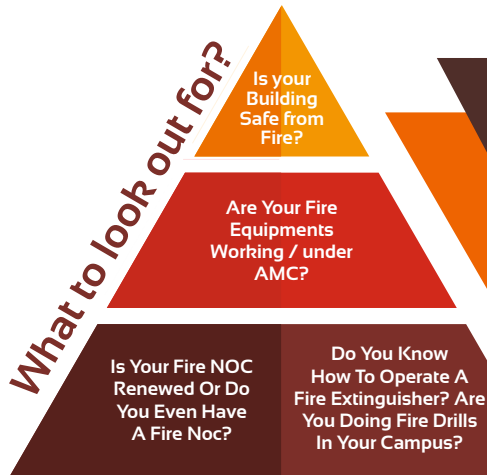 What to look out for?
Is your
Building
Safe from
Fire?
Are Your Fire
Equipments
Working / under
AMC?
Is Your Fire NOC
Renewed Or Do
You Even Have
A Fire Noc?
Do You Know
How To Operate A
Fire Extinguisher? Are
You Doing Fire Drills
In Your Campus?